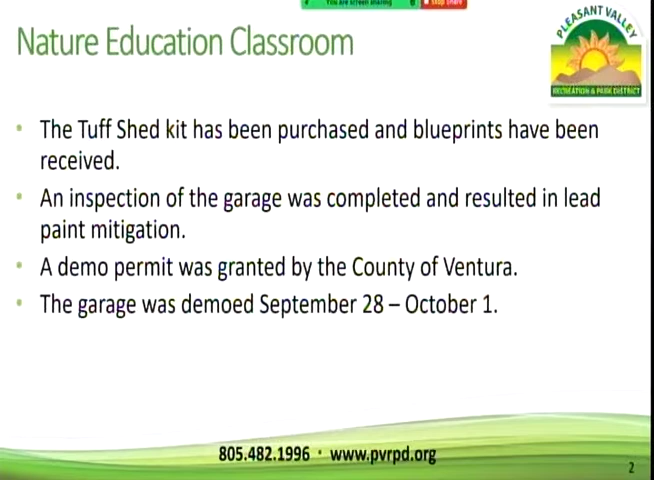 You are screen sharing
Stop Share
Nature Education Classroom
PLEASANT VALLEY
RECREATION & PARK DISTRICT
• The Tuff Shed kit has been purchased and blueprints have been
received.
• An inspection of the garage was completed and resulted in lead
paint mitigation.
• A demo permit was granted by the County of Ventura.
• The garage was demoed September 28 – October 1.
805.482.1996 · www.pvrpd.org
2